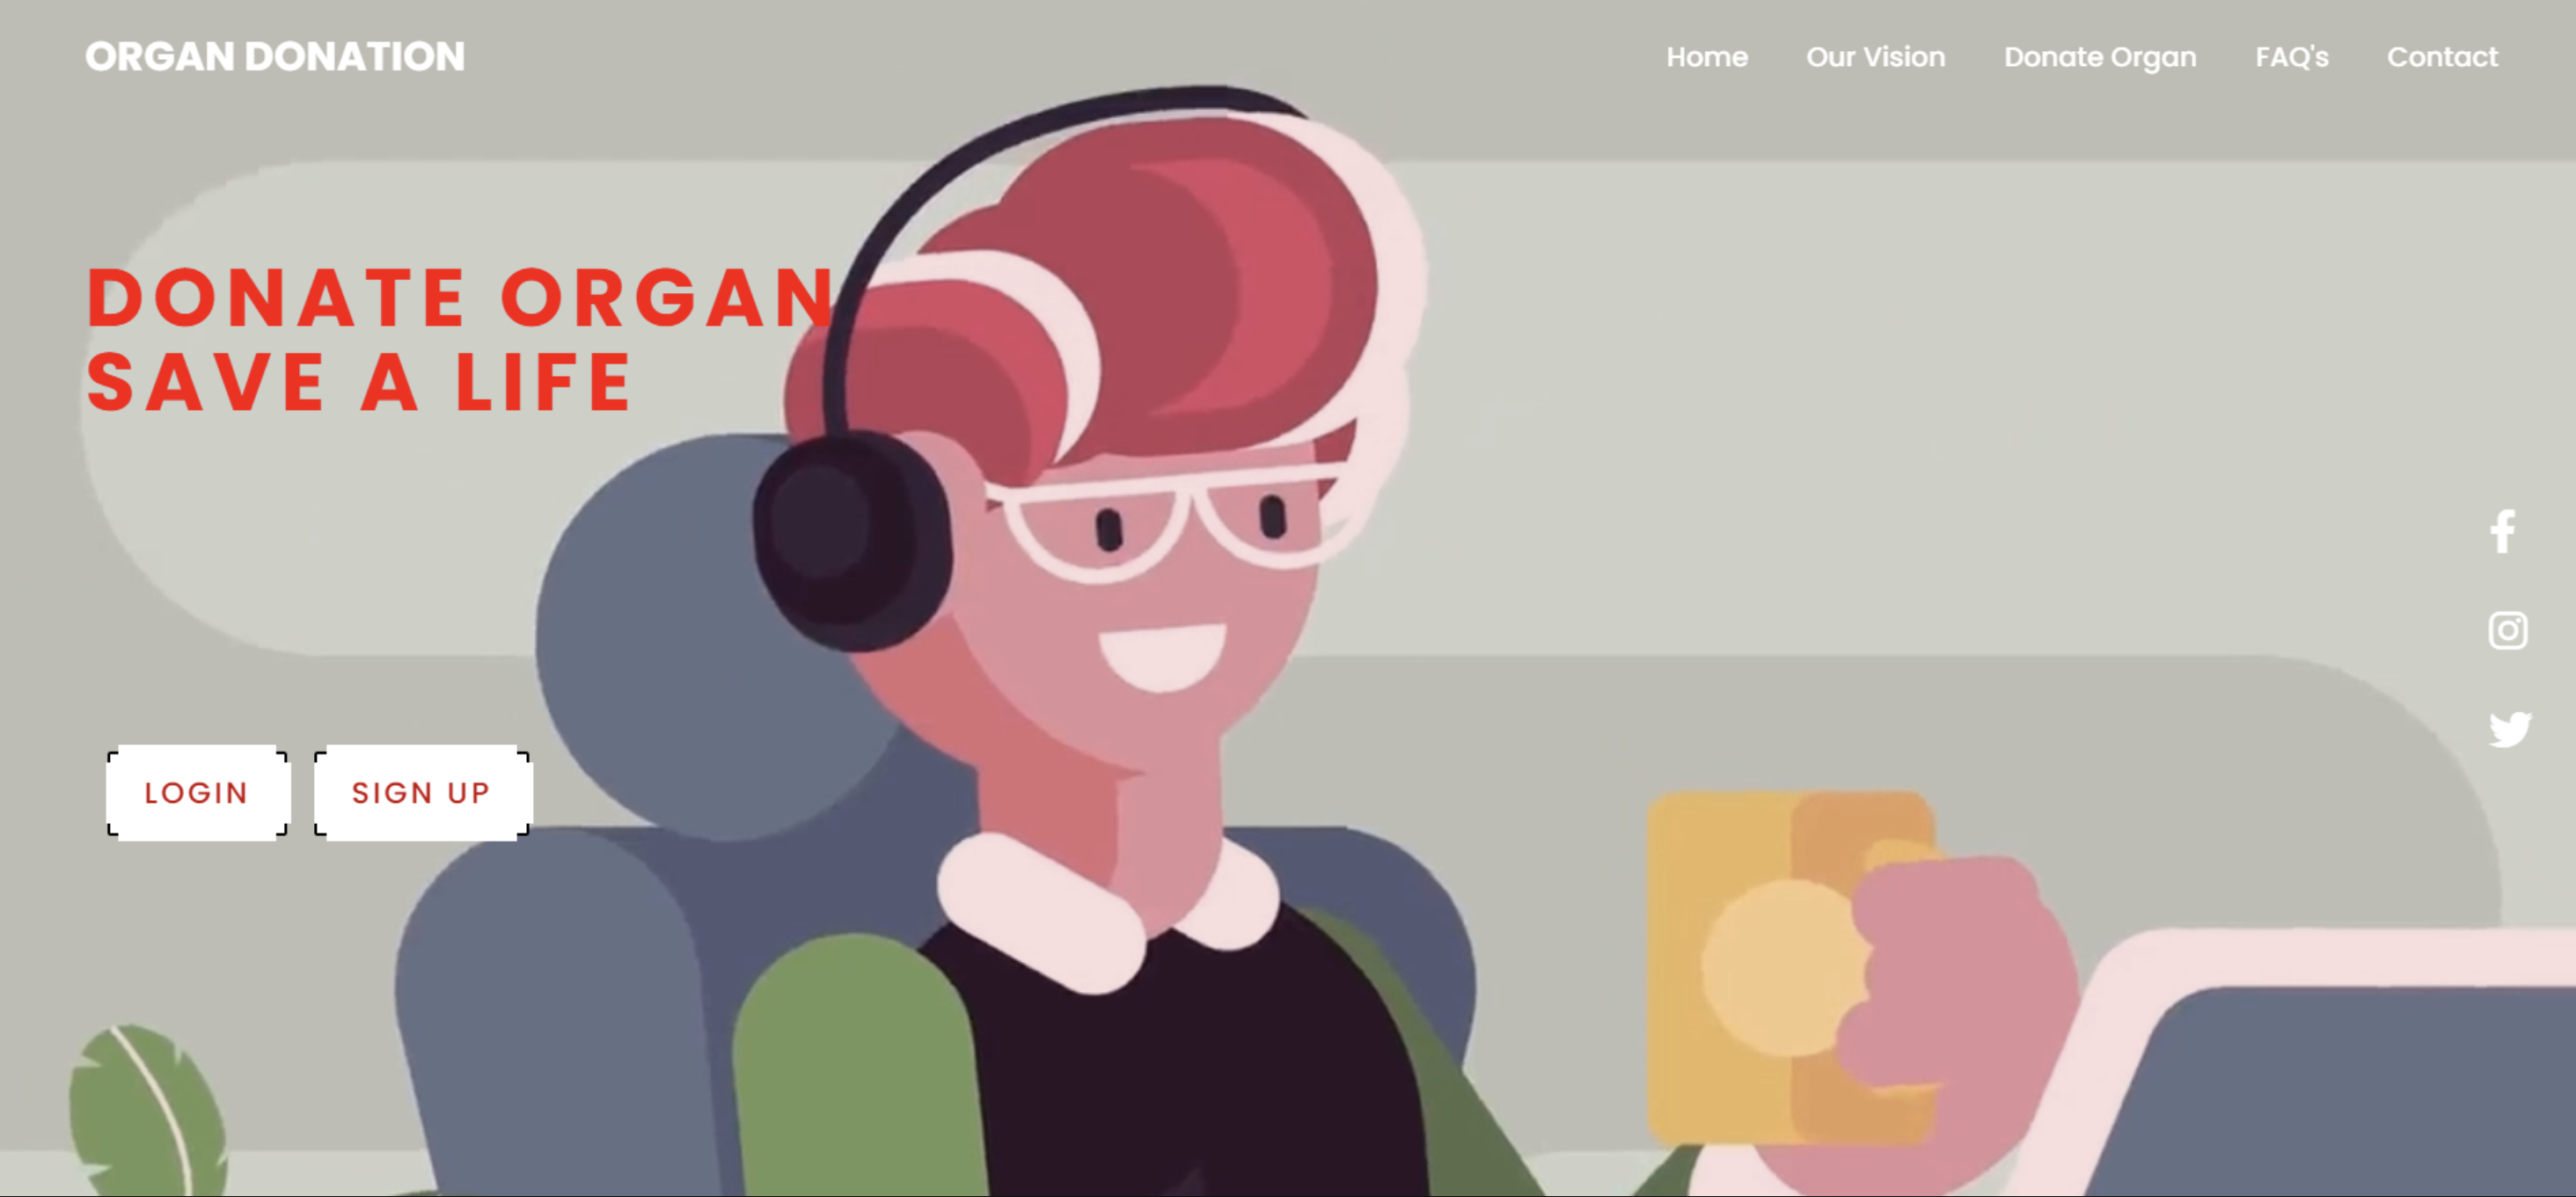 ORGAN DONATION
Home Our Vision Donate Organ FAQ's Contact
DONATE ORGAN
SAVE A LIFE
LOGIN SIGN UP